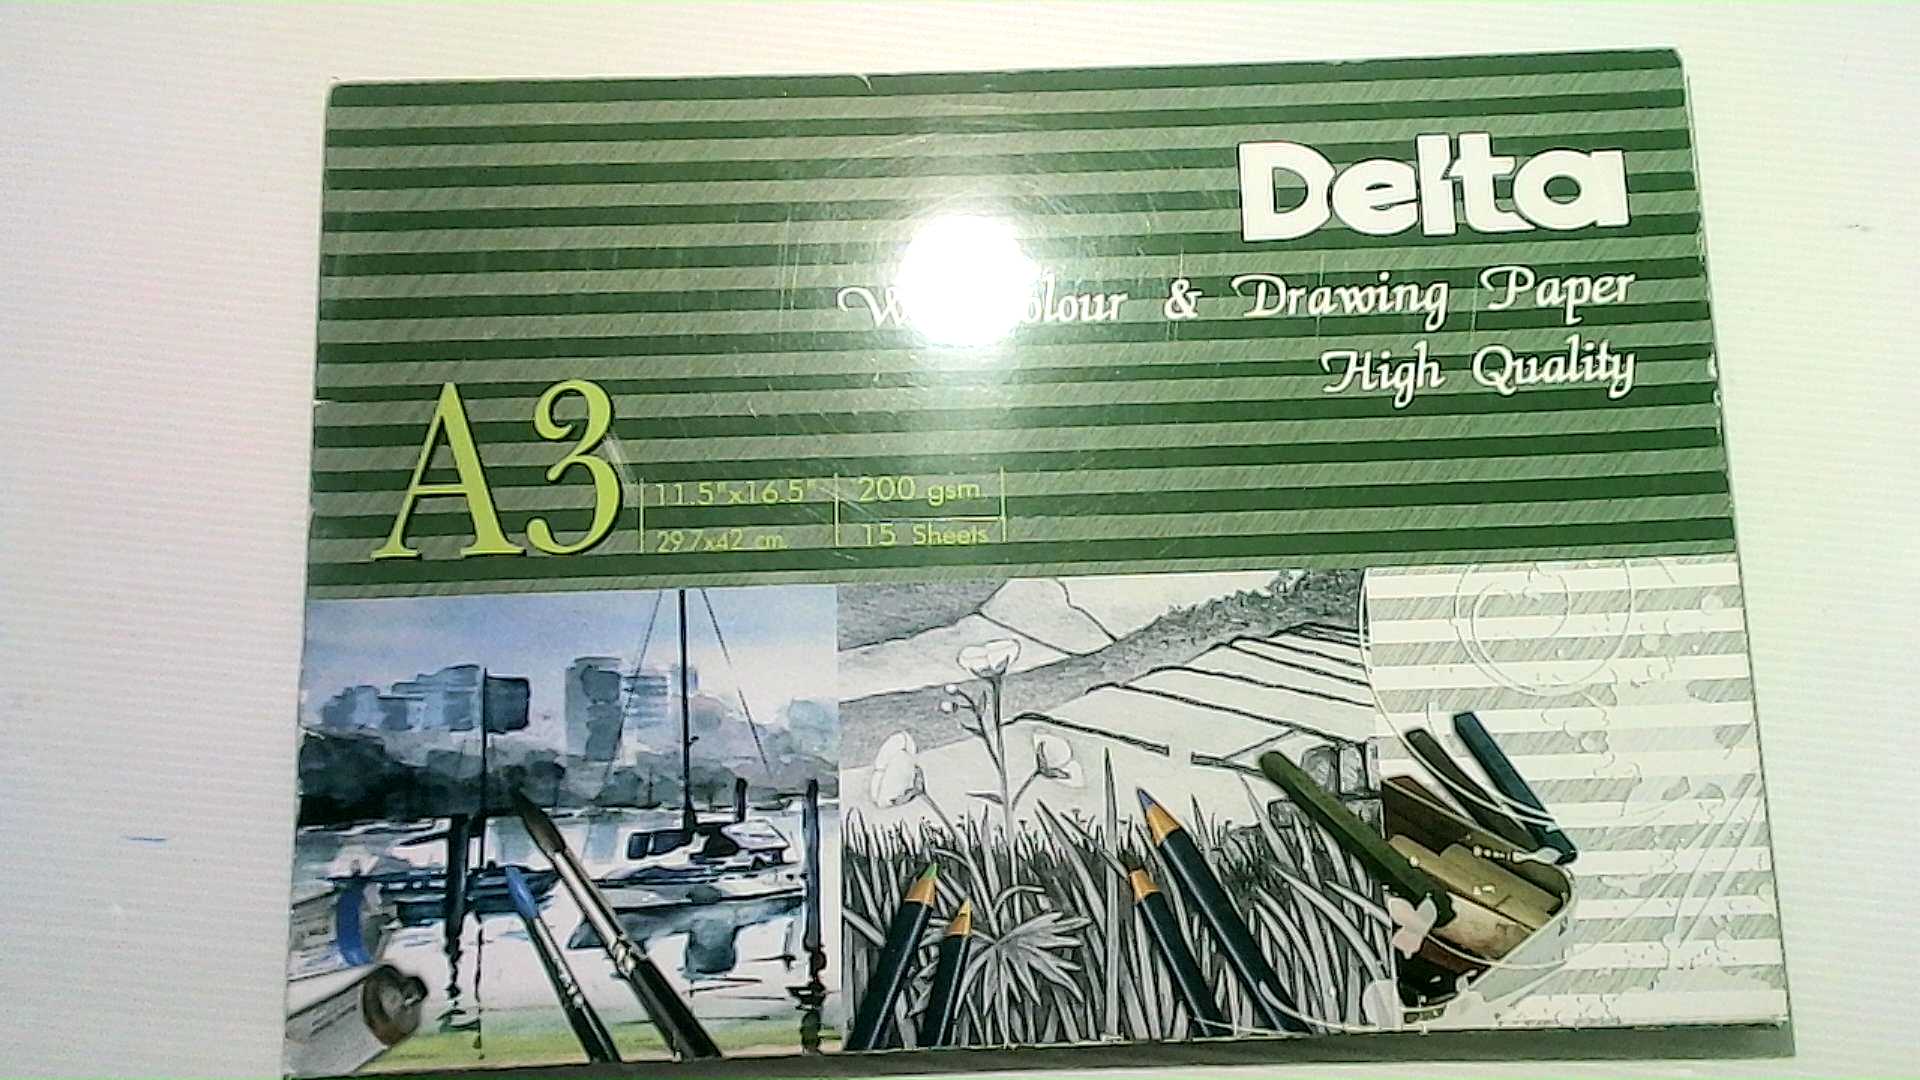 Delta
& Drawing Paper
High Quality
A3
11.5"x16.5"
29.7x42 cm.
200 gsm.
15 Sheets